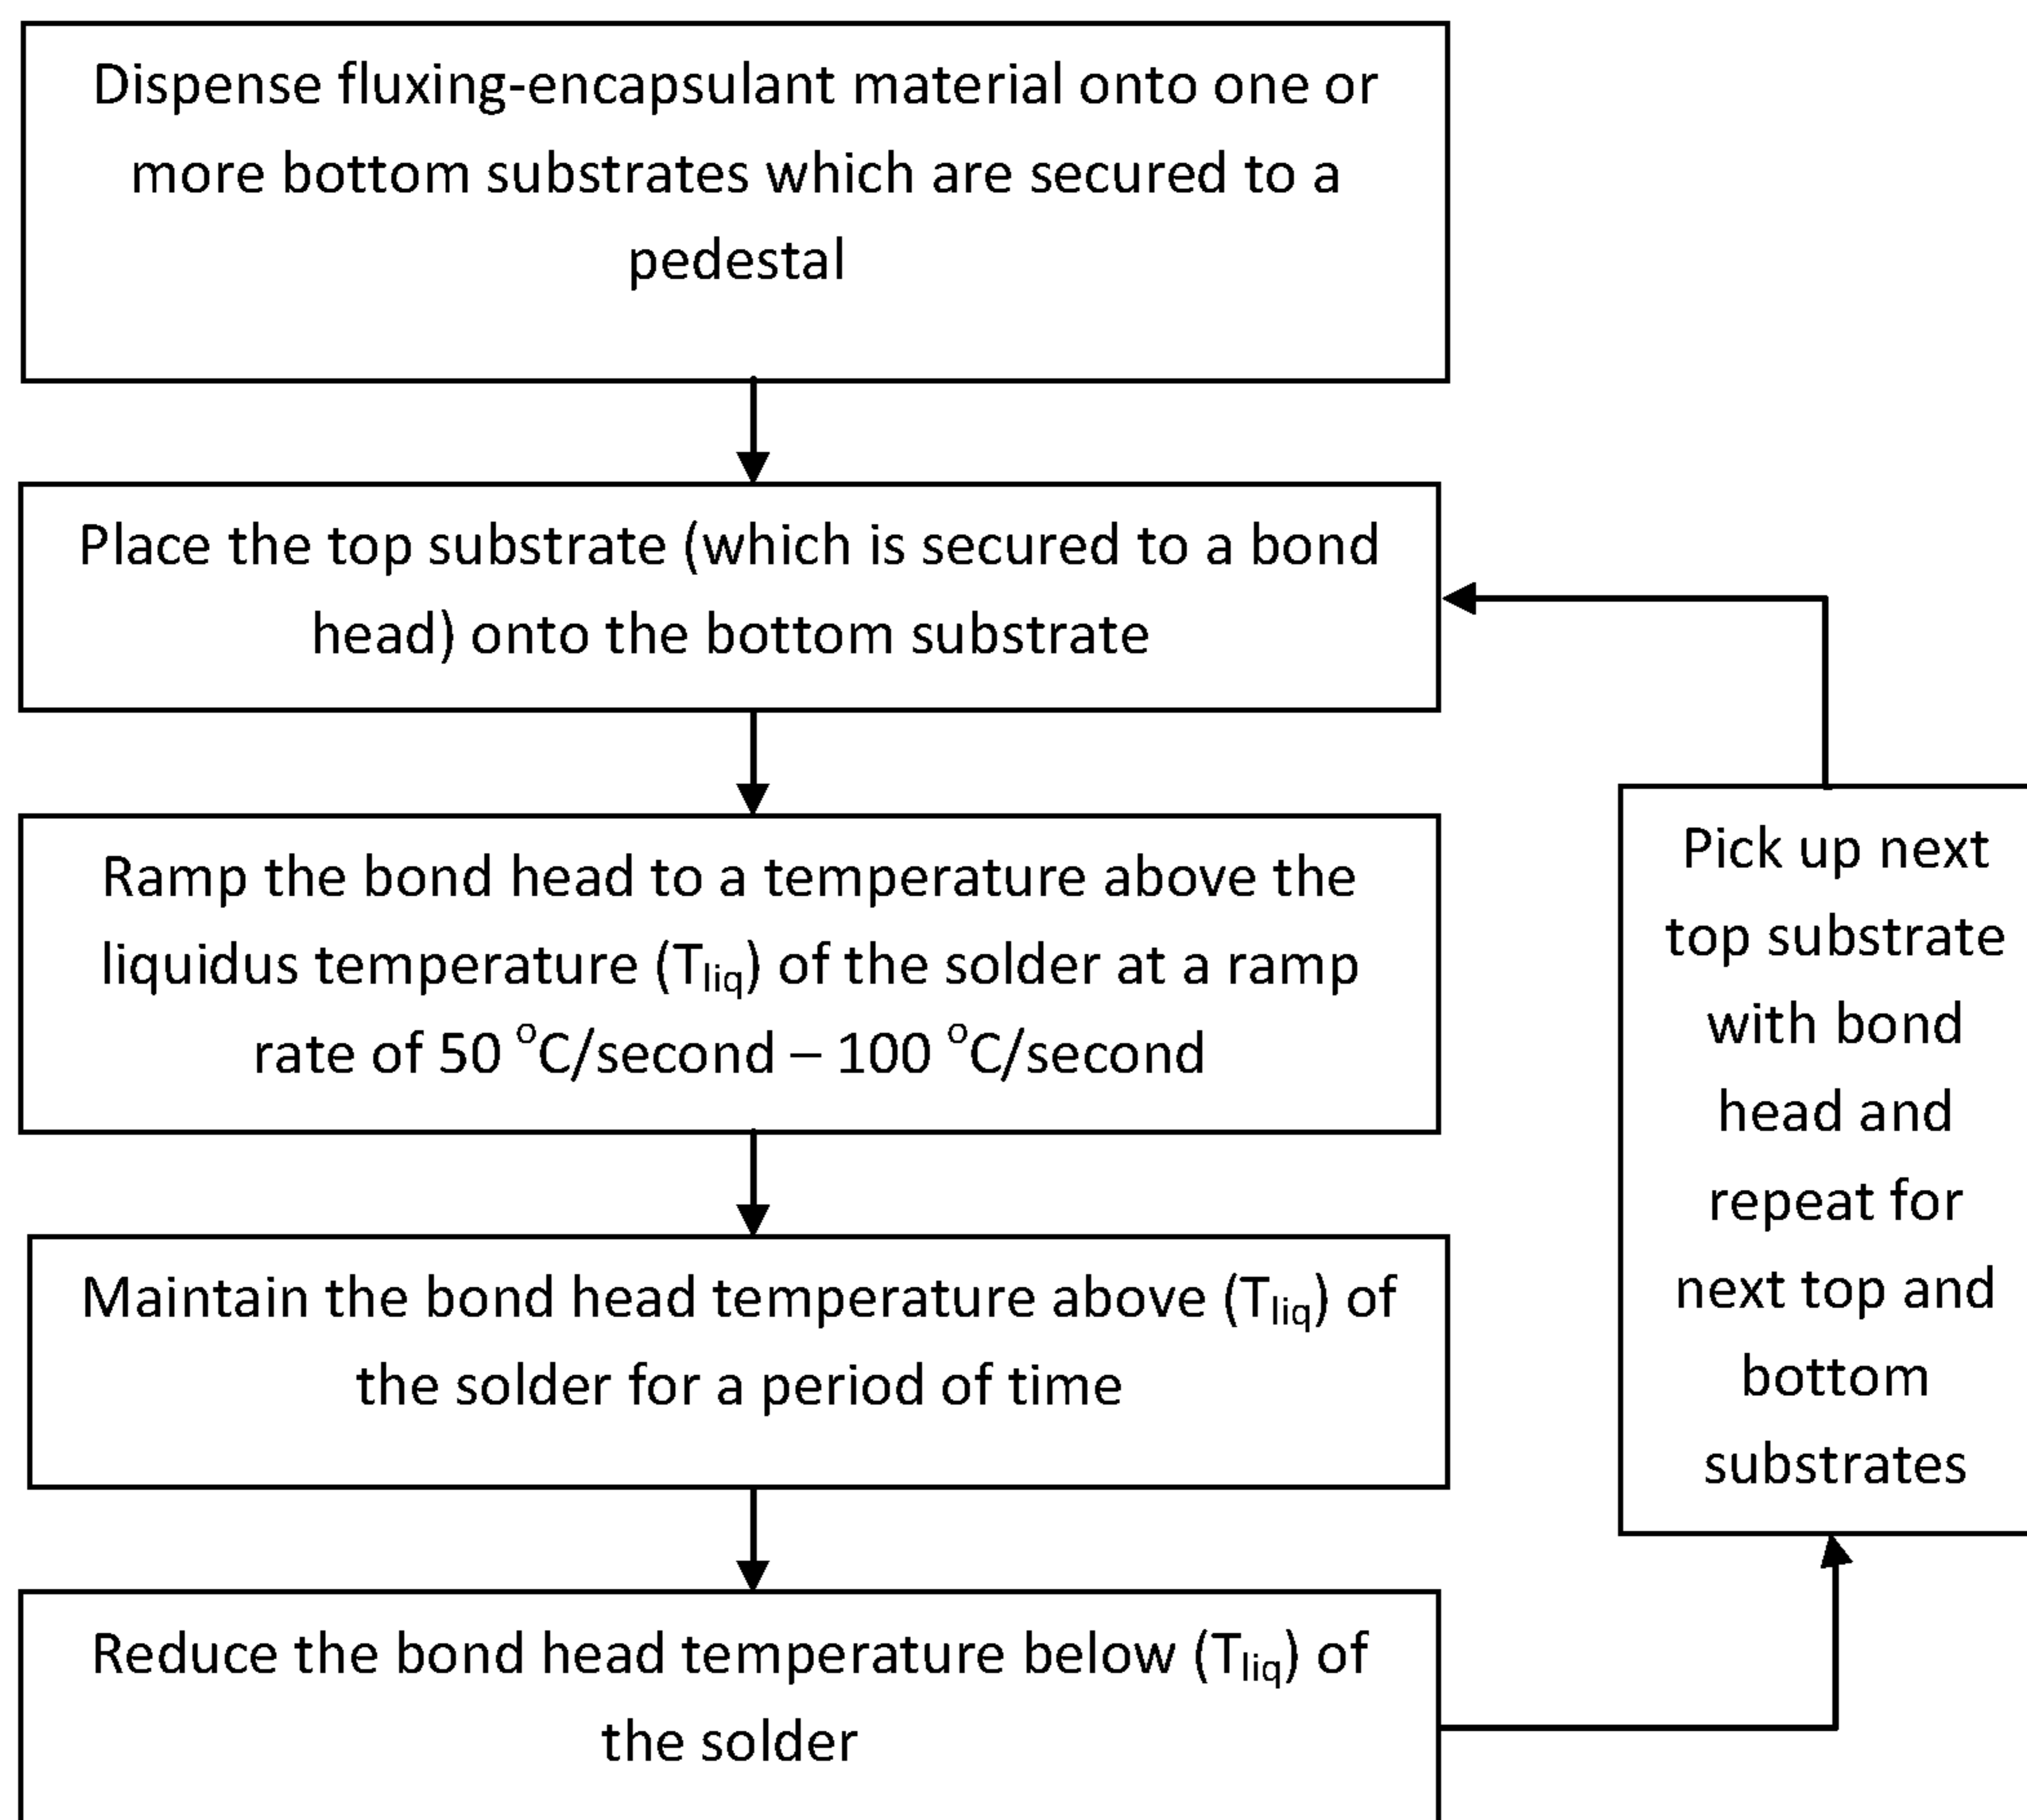 Dispense fluxing-encapsulant material onto one or
more bottom substrates which are secured to a
pedestal
Place the top substrate (which is secured to a bond
head) onto the bottom substrate
Ramp the bond head to a temperature above the
liquidus temperature (Tliq) of the solder at a ramp
rate of 50 °C/second – 100 °C/second
Maintain the bond head temperature above (Tliq) of
the solder for a period of time
Reduce the bond head temperature below (Tliq) of
the solder
Pick up next
top substrate
with bond
head and
repeat for
next top and
bottom
substrates